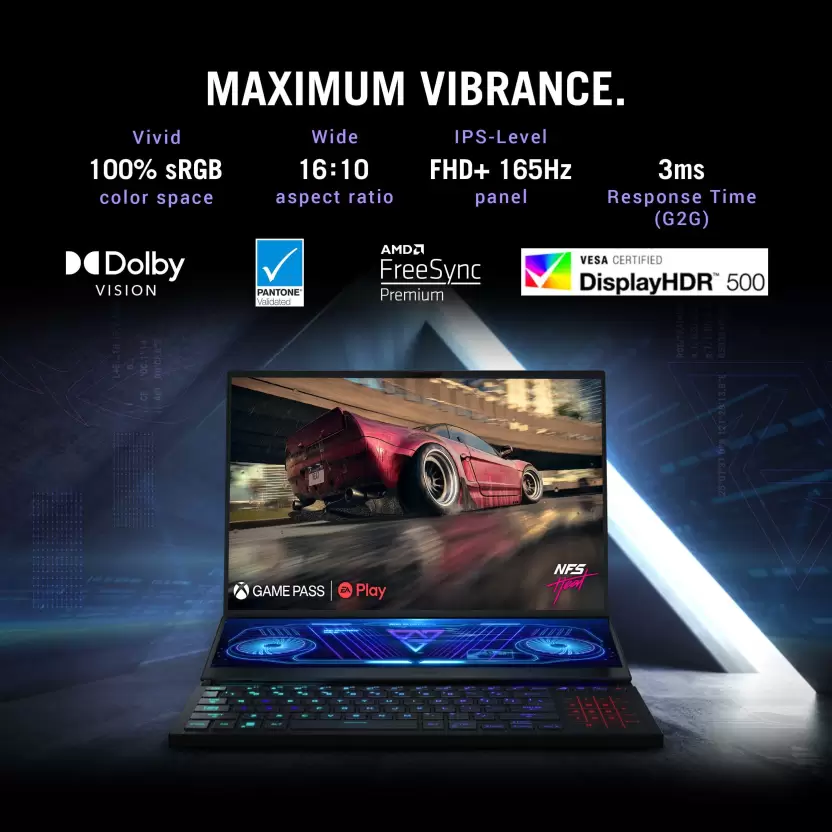 MAXIMUM VIBRANCE.
Vivid
100% sRGB
color space
Wide
16:10
aspect ratio
IPS-Level
FHD+ 165Hz
panel
3ms
Response Time
(G2G)
Dolby
VISION
PANTONE®
Validated
AMD
FreeSync
Premium
VESA CERTIFIED
DisplayHDR™ 500
GAME PASS | EA Play
NFS
Heat